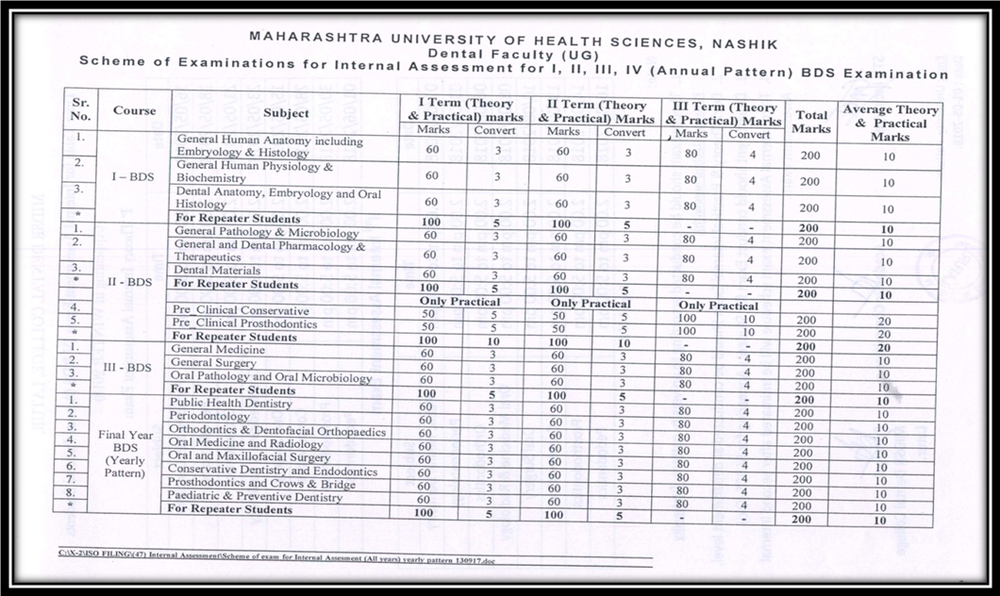 MAHARASHTRA UNIVERSITY OF HEALTH SCIENCES, NASHIK
Dental Faculty (UG)
Scheme of Examinations for Internal Assessment for I, II, III, IV (Annual Pattern) BDS Examination
Sr. No. Course Subject I Term (Theory & Practical) marks II Term (Theory & Practical) Marks III Term (Theory & Practical) Marks Total Marks Average Theory & Practical Marks
Marks Convert Marks Convert Marks Convert
I – BDS
1. General Human Anatomy including Embryology & Histology 60 3 60 3 80 4 200 10
2. General Human Physiology & Biochemistry 60 3 60 3 80 4 200 10
3. Dental Anatomy, Embryology and Oral Histology 60 3 60 3 80 4 200 10
* For Repeater Students 100 5 100 5 - - 200 10
II - BDS
1. General Pathology & Microbiology 60 3 60 3 80 4 200 10
2. General and Dental Pharmacology & Therapeutics 60 3 60 3 80 4 200 10
3. Dental Materials 60 3 60 3 80 4 200 10
* For Repeater Students 100 5 100 5 - - 200 10
Only Practical Only Practical Only Practical
4. Pre_Clinical Conservative 50 5 50 5 100 10 200 20
5. Pre_Clinical Prosthodontics 50 5 50 5 100 10 200 20
* For Repeater Students 100 10 100 10 - - 200 20
III - BDS
1. General Medicine 60 3 60 3 80 4 200 10
2. General Surgery 60 3 60 3 80 4 200 10
3. Oral Pathology and Oral Microbiology 60 3 60 3 80 4 200 10
* For Repeater Students 100 5 100 5 - - 200 10
Final Year BDS (Yearly Pattern)
1. Public Health Dentistry 60 3 60 3 80 4 200 10
2. Periodontology 60 3 60 3 80 4 200 10
3. Orthodontics & Dentofacial Orthopaedics 60 3 60 3 80 4 200 10
4. Oral Medicine and Radiology 60 3 60 3 80 4 200 10
5. Oral and Maxillofacial Surgery 60 3 60 3 80 4 200 10
6. Conservative Dentistry and Endodontics 60 3 60 3 80 4 200 10
7. Prosthodontics and Crows & Bridge 60 3 60 3 80 4 200 10
8. Paediatric & Preventive Dentistry 60 3 60 3 80 4 200 10
* For Repeater Students 100 5 100 5 - - 200 10
C:\X-2\ISO FILING\(47) Internal Assessment\Scheme of exam for Internal Assesment (All years) yearly pattern 130917.doc